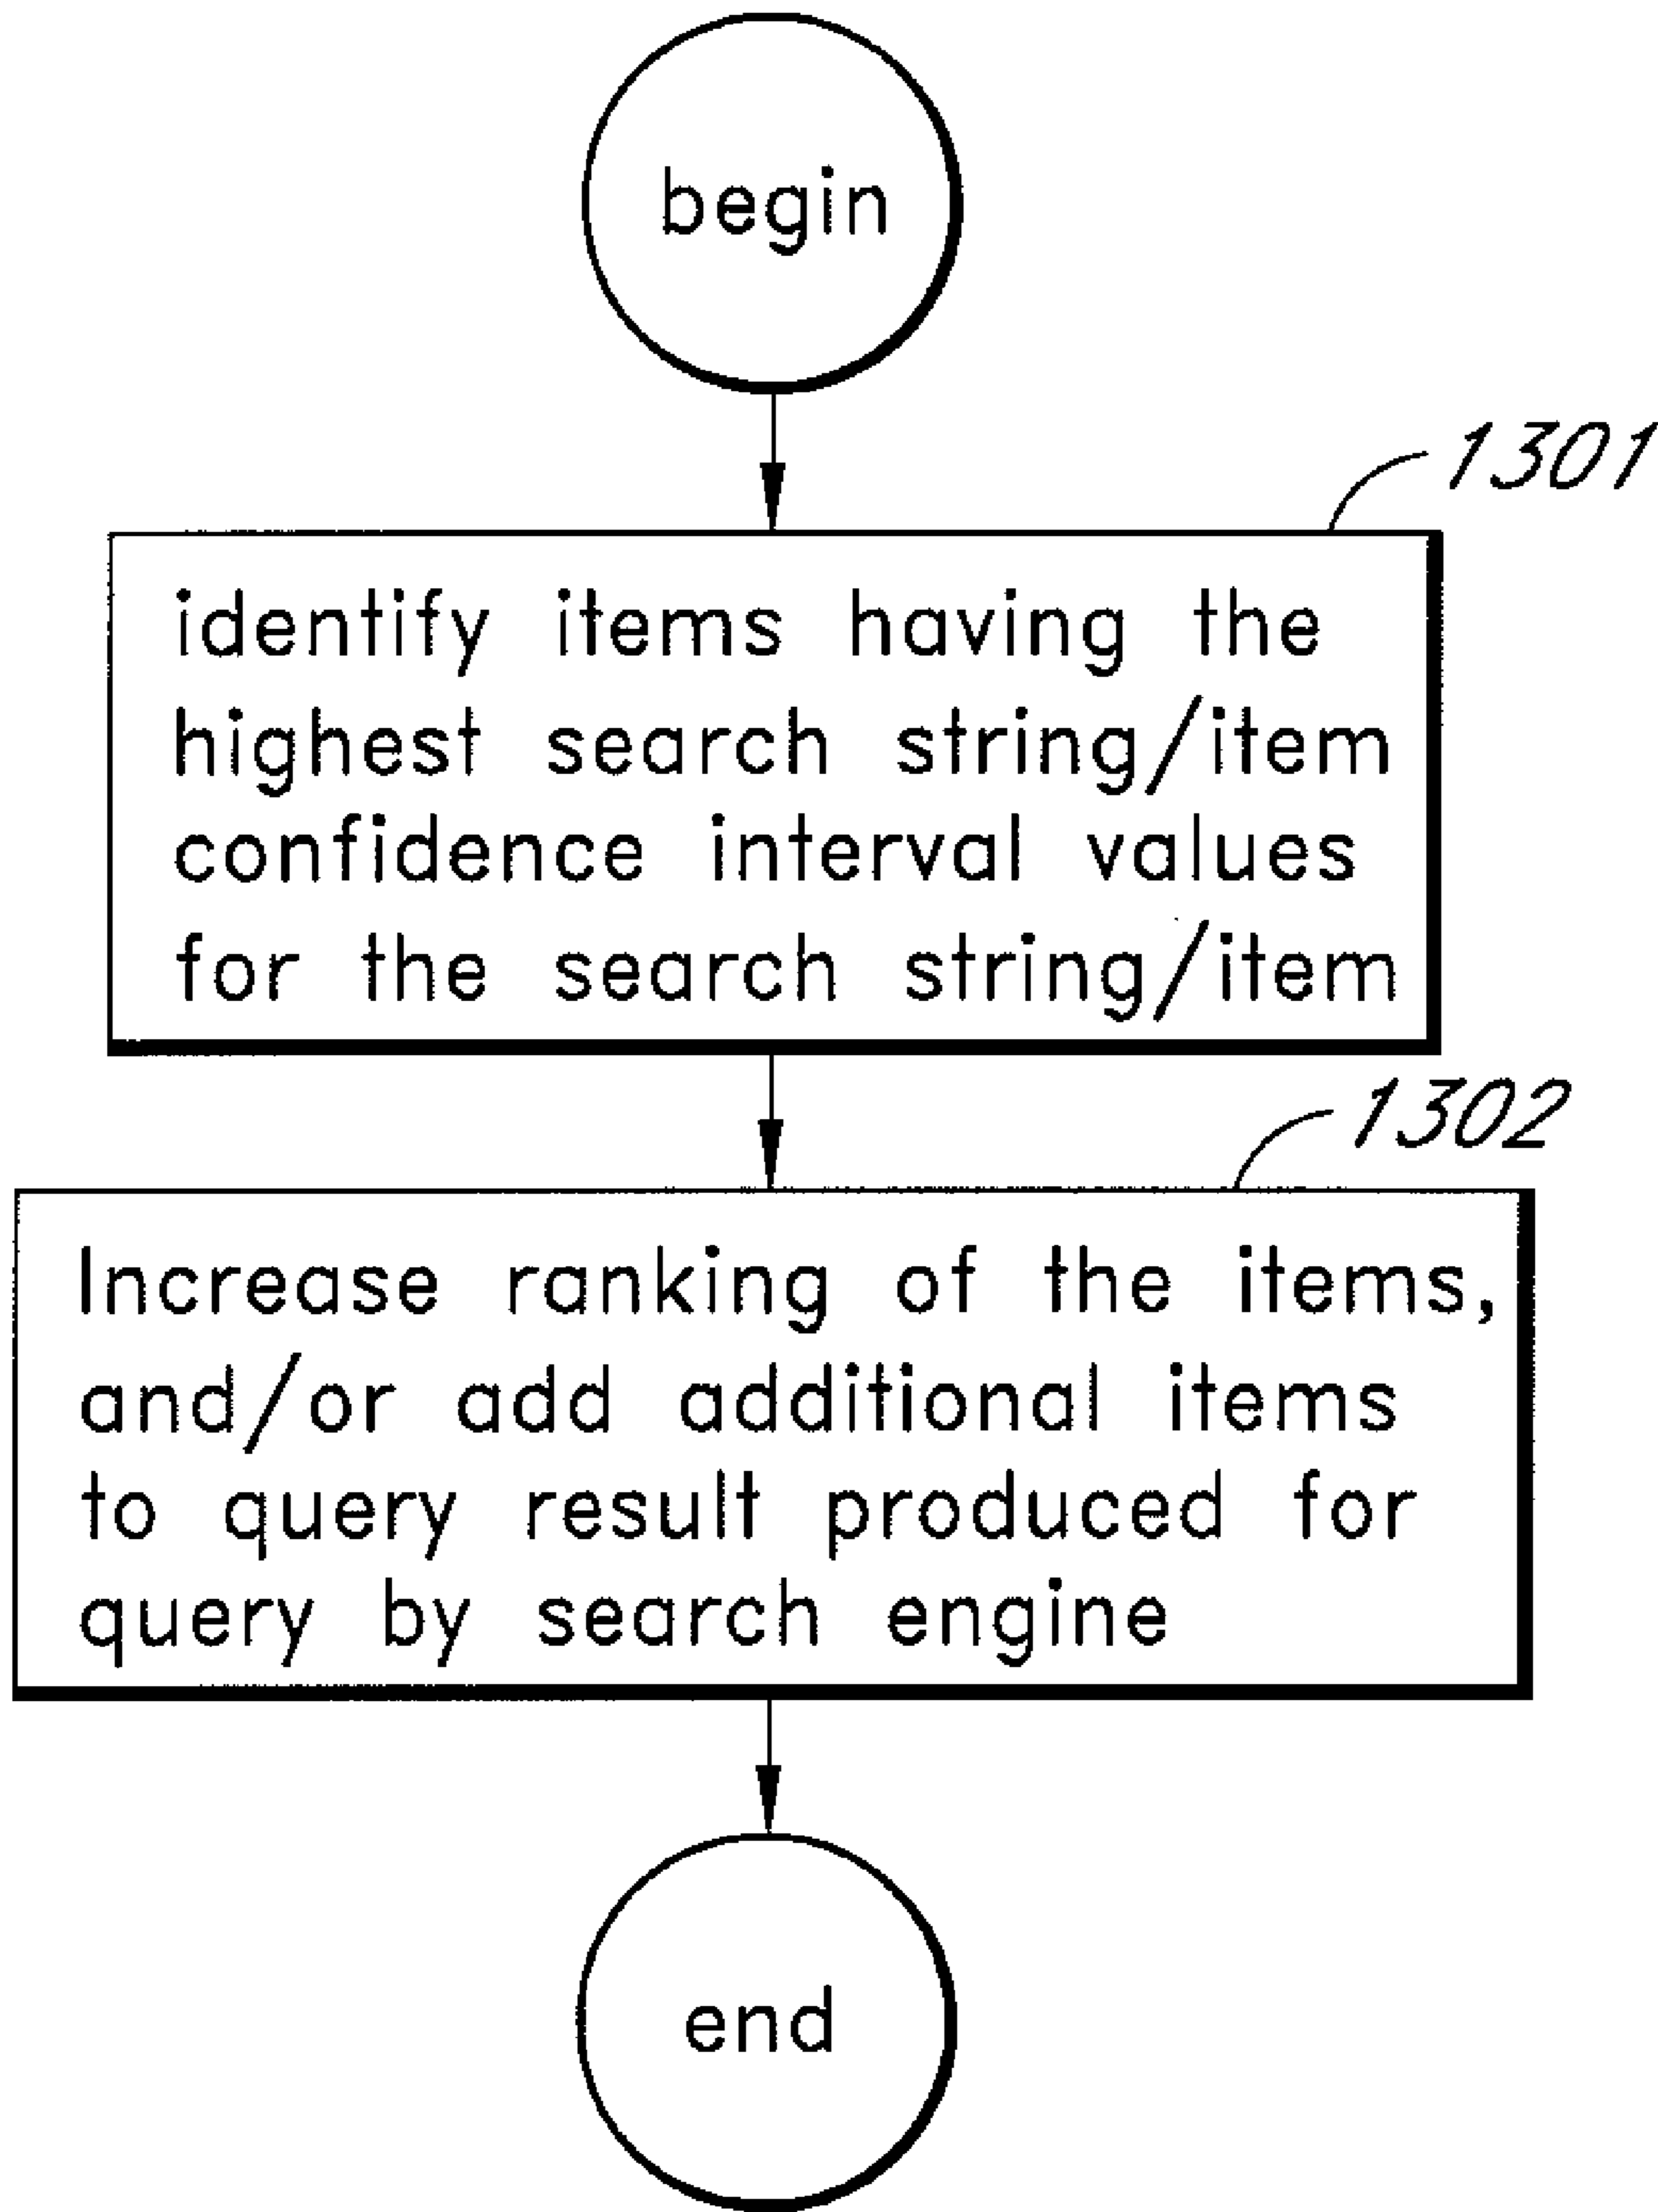 begin
1301
identify items having the
highest search string/item
confidence interval values
for the search string/item
1302
Increase ranking of the items,
and/or add additional items
to query result produced for
query by search engine
end